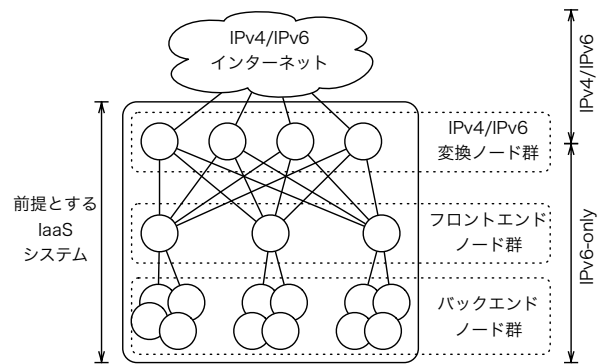 IPv4/IPv6
インターネット
IPv4/IPv6
IPv4/IPv6
変換ノード群
前提とする
IaaS
システム
フロントエンド
ノード群
IPv6-only
バックエンド
ノード群